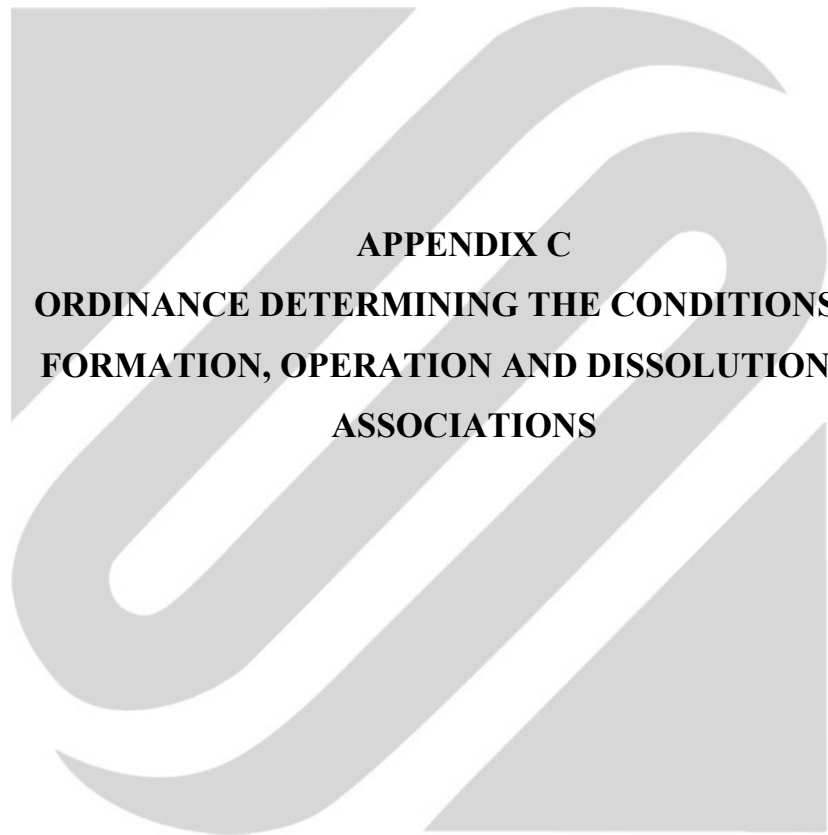 APPENDIX C
ORDINANCE DETERMINING THE CONDITIONS
FORMATION, OPERATION AND DISSOLUTION
ASSOCIATIONS